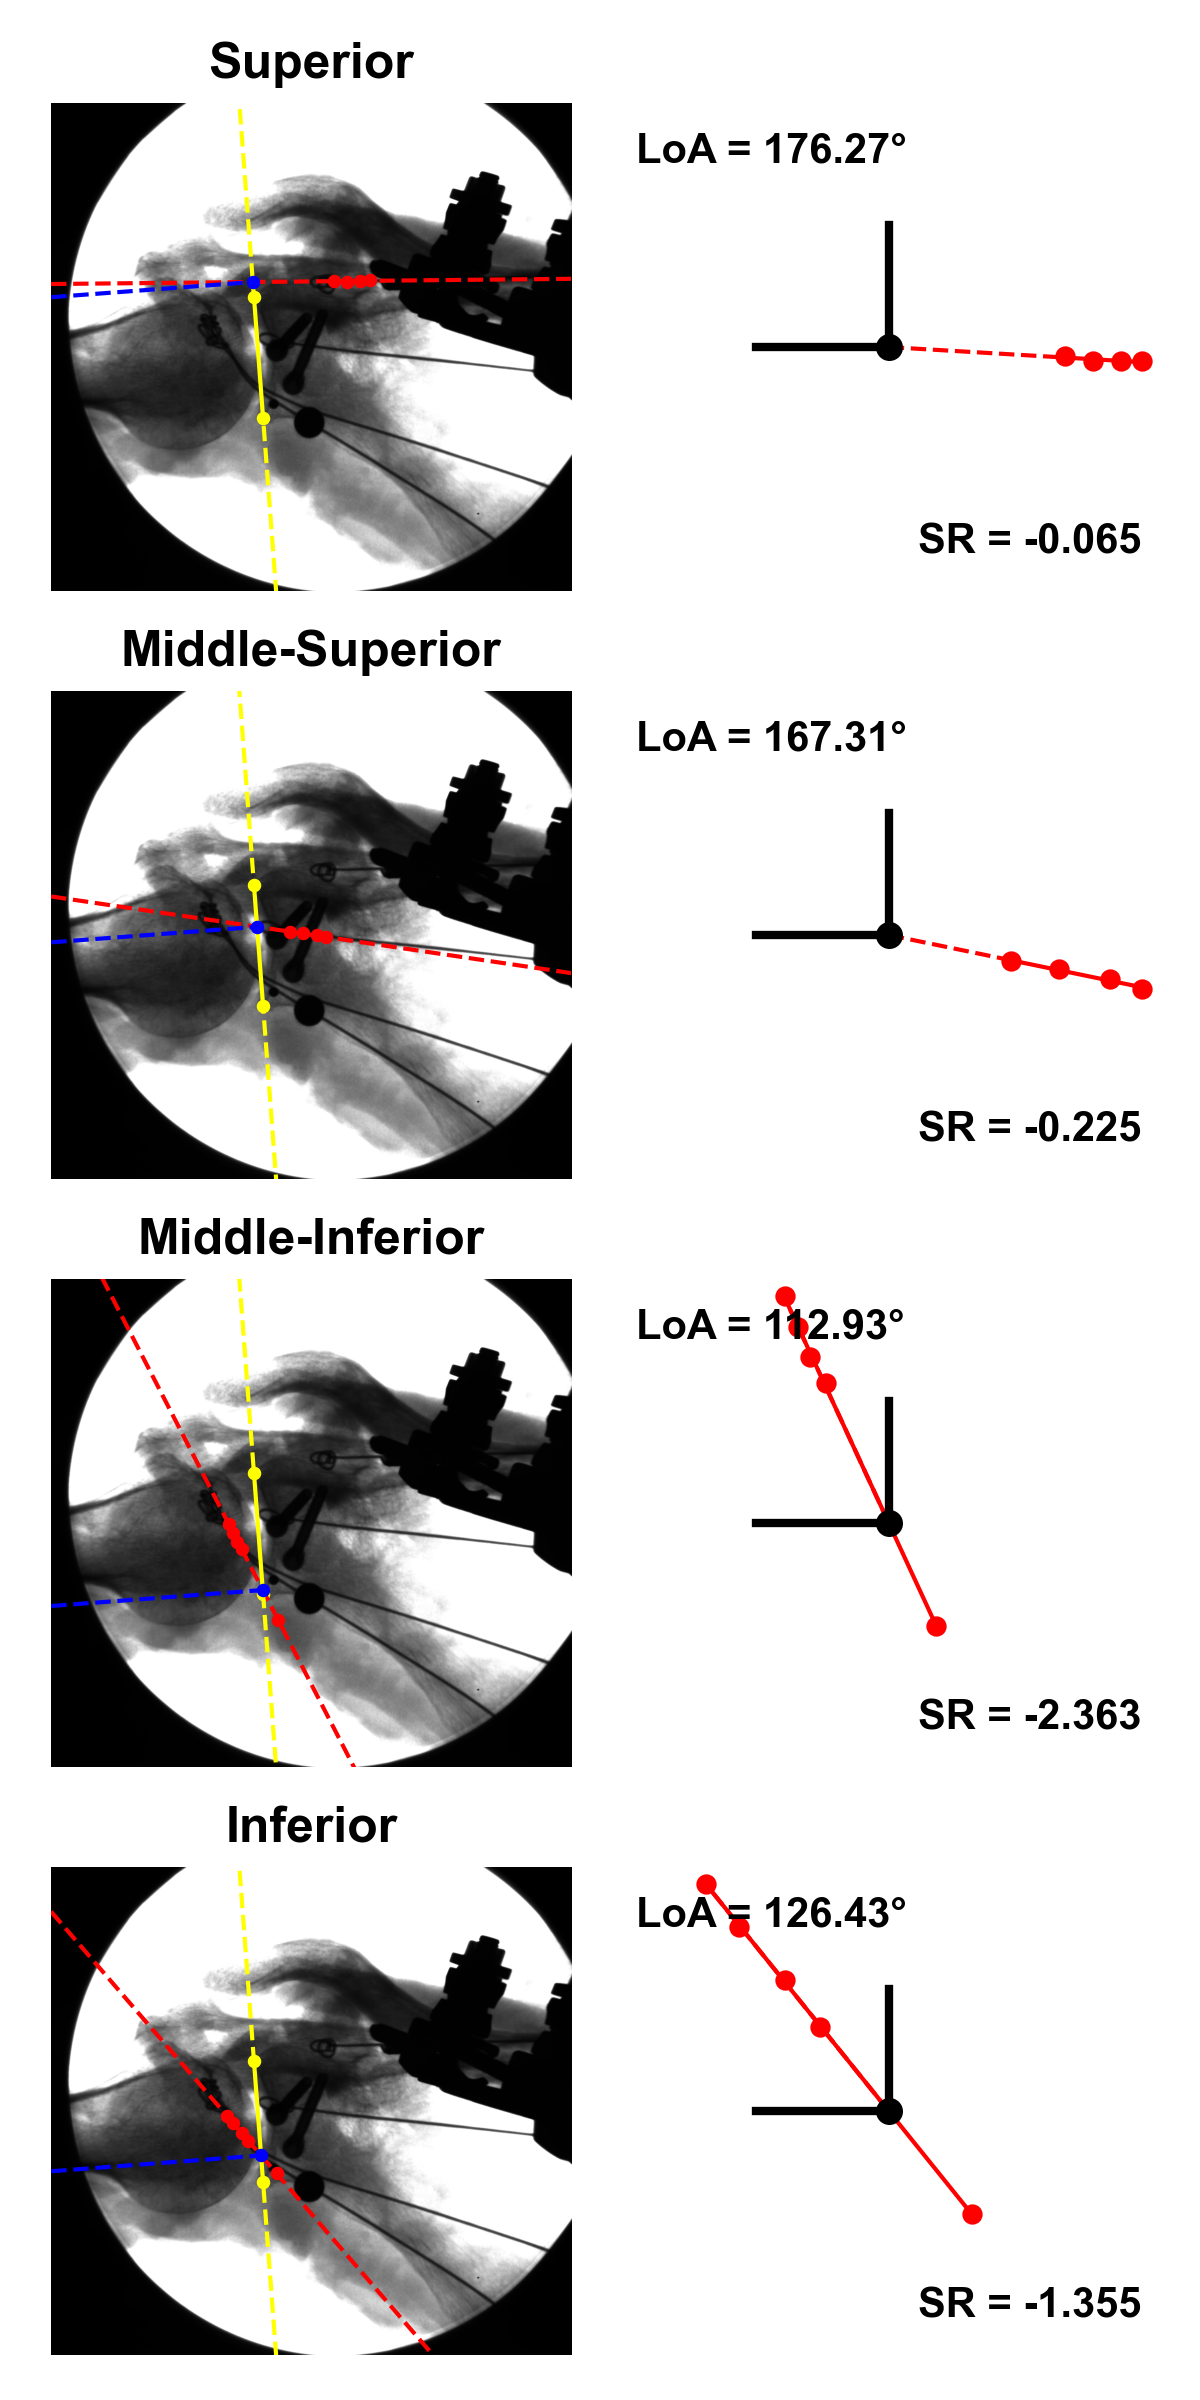 Superior
LoA = 176.27°
SR = -0.065
Middle-Superior
LoA = 167.31°
SR = -0.225
Middle-Inferior
LoA = 112.93°
SR = -2.363
Inferior
LoA = 126.43°
SR = -1.355